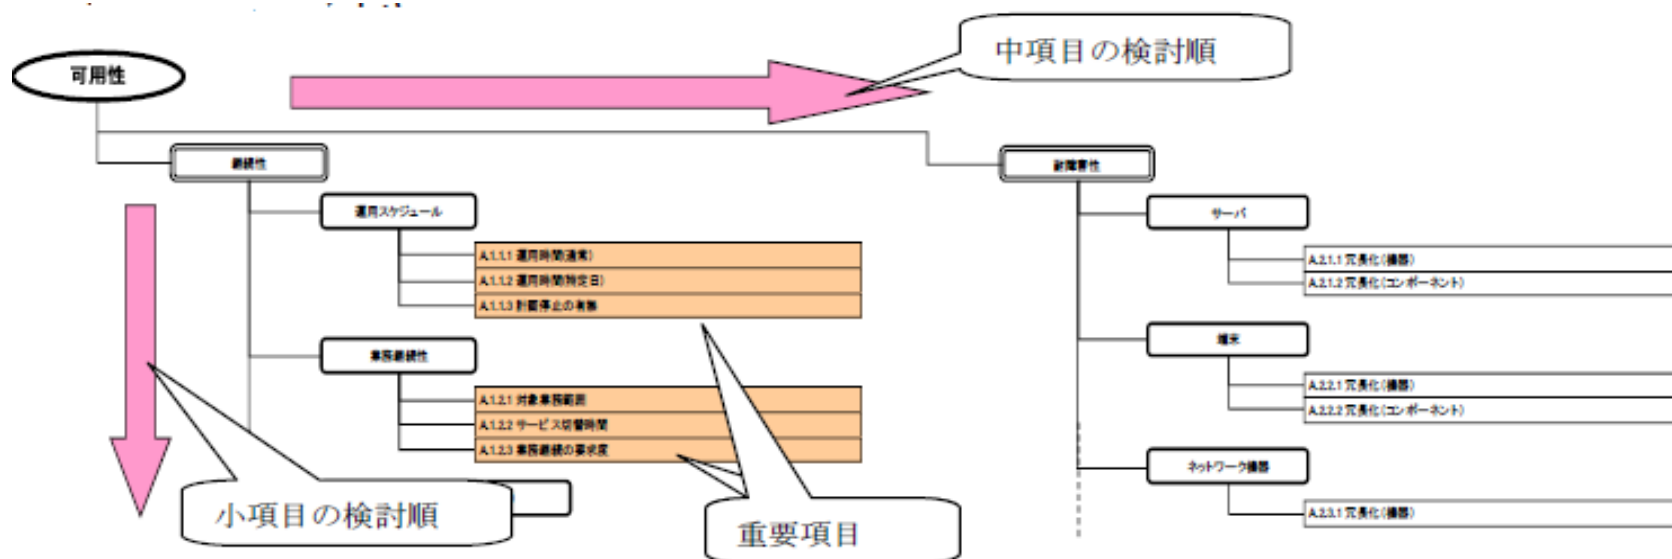 中項目の検討順
可用性
継続性
耐障害性
運用スケジュール
サーバ
A.1.1.1 運用時間(通常)
A.1.1.2 運用時間(特定日)
A.1.1.3 計画停止の有無
A.2.1.1 冗長化(機器)
A.2.1.2 冗長化(コンポーネント)
業務継続性
端末
A.1.2.1 対象業務範囲
A.1.2.2 サービス切替時間
A.1.2.3 業務継続の要求度
A.2.2.1 冗長化(機器)
A.2.2.2 冗長化(コンポーネント)
ネットワーク機器
小項目の検討順
重要項目
A.2.3.1 冗長化(機器)